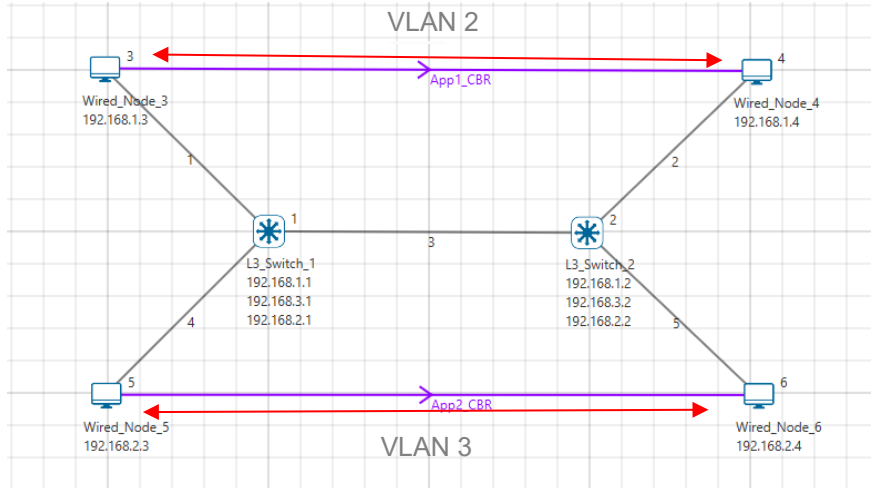 VLAN 2
3
4
App1_CBR
Wired_Node_3
192.168.1.3
Wired_Node_4
192.168.1.4
1
2
1
2
3
L3_Switch_1
192.168.1.1
192.168.3.1
192.168.2.1
L3_Switch_2
192.168.1.2
192.168.3.2
192.168.2.2
4
5
5
6
App2_CBR
Wired_Node_5
192.168.2.3
Wired_Node_6
192.168.2.4
VLAN 3